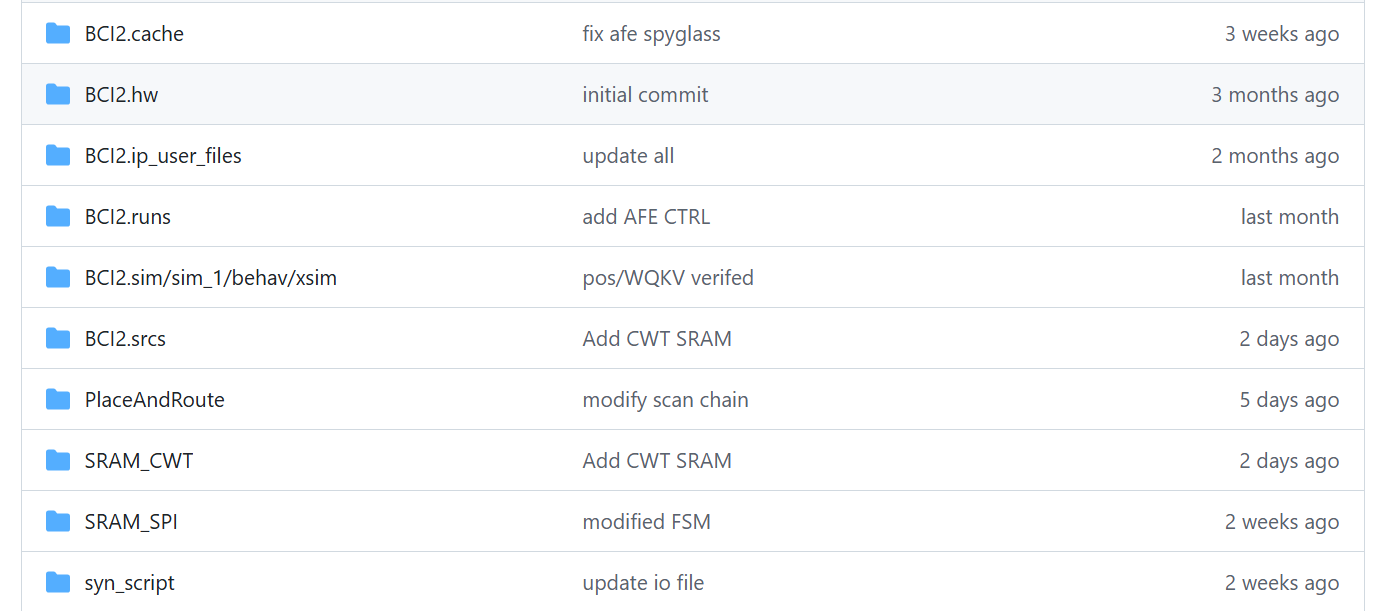 BCI2.cache fix afe spyglass 3 weeks ago
BCI2.hw initial commit 3 months ago
BCI2.ip_user_files update all 2 months ago
BCI2.runs add AFE CTRL last month
BCI2.sim/sim_1/behav/xsim pos/WQKV verifed last month
BCI2.srcs Add CWT SRAM 2 days ago
PlaceAndRoute modify scan chain 5 days ago
SRAM_CWT Add CWT SRAM 2 days ago
SRAM_SPI modified FSM 2 weeks ago
syn_script update io file 2 weeks ago